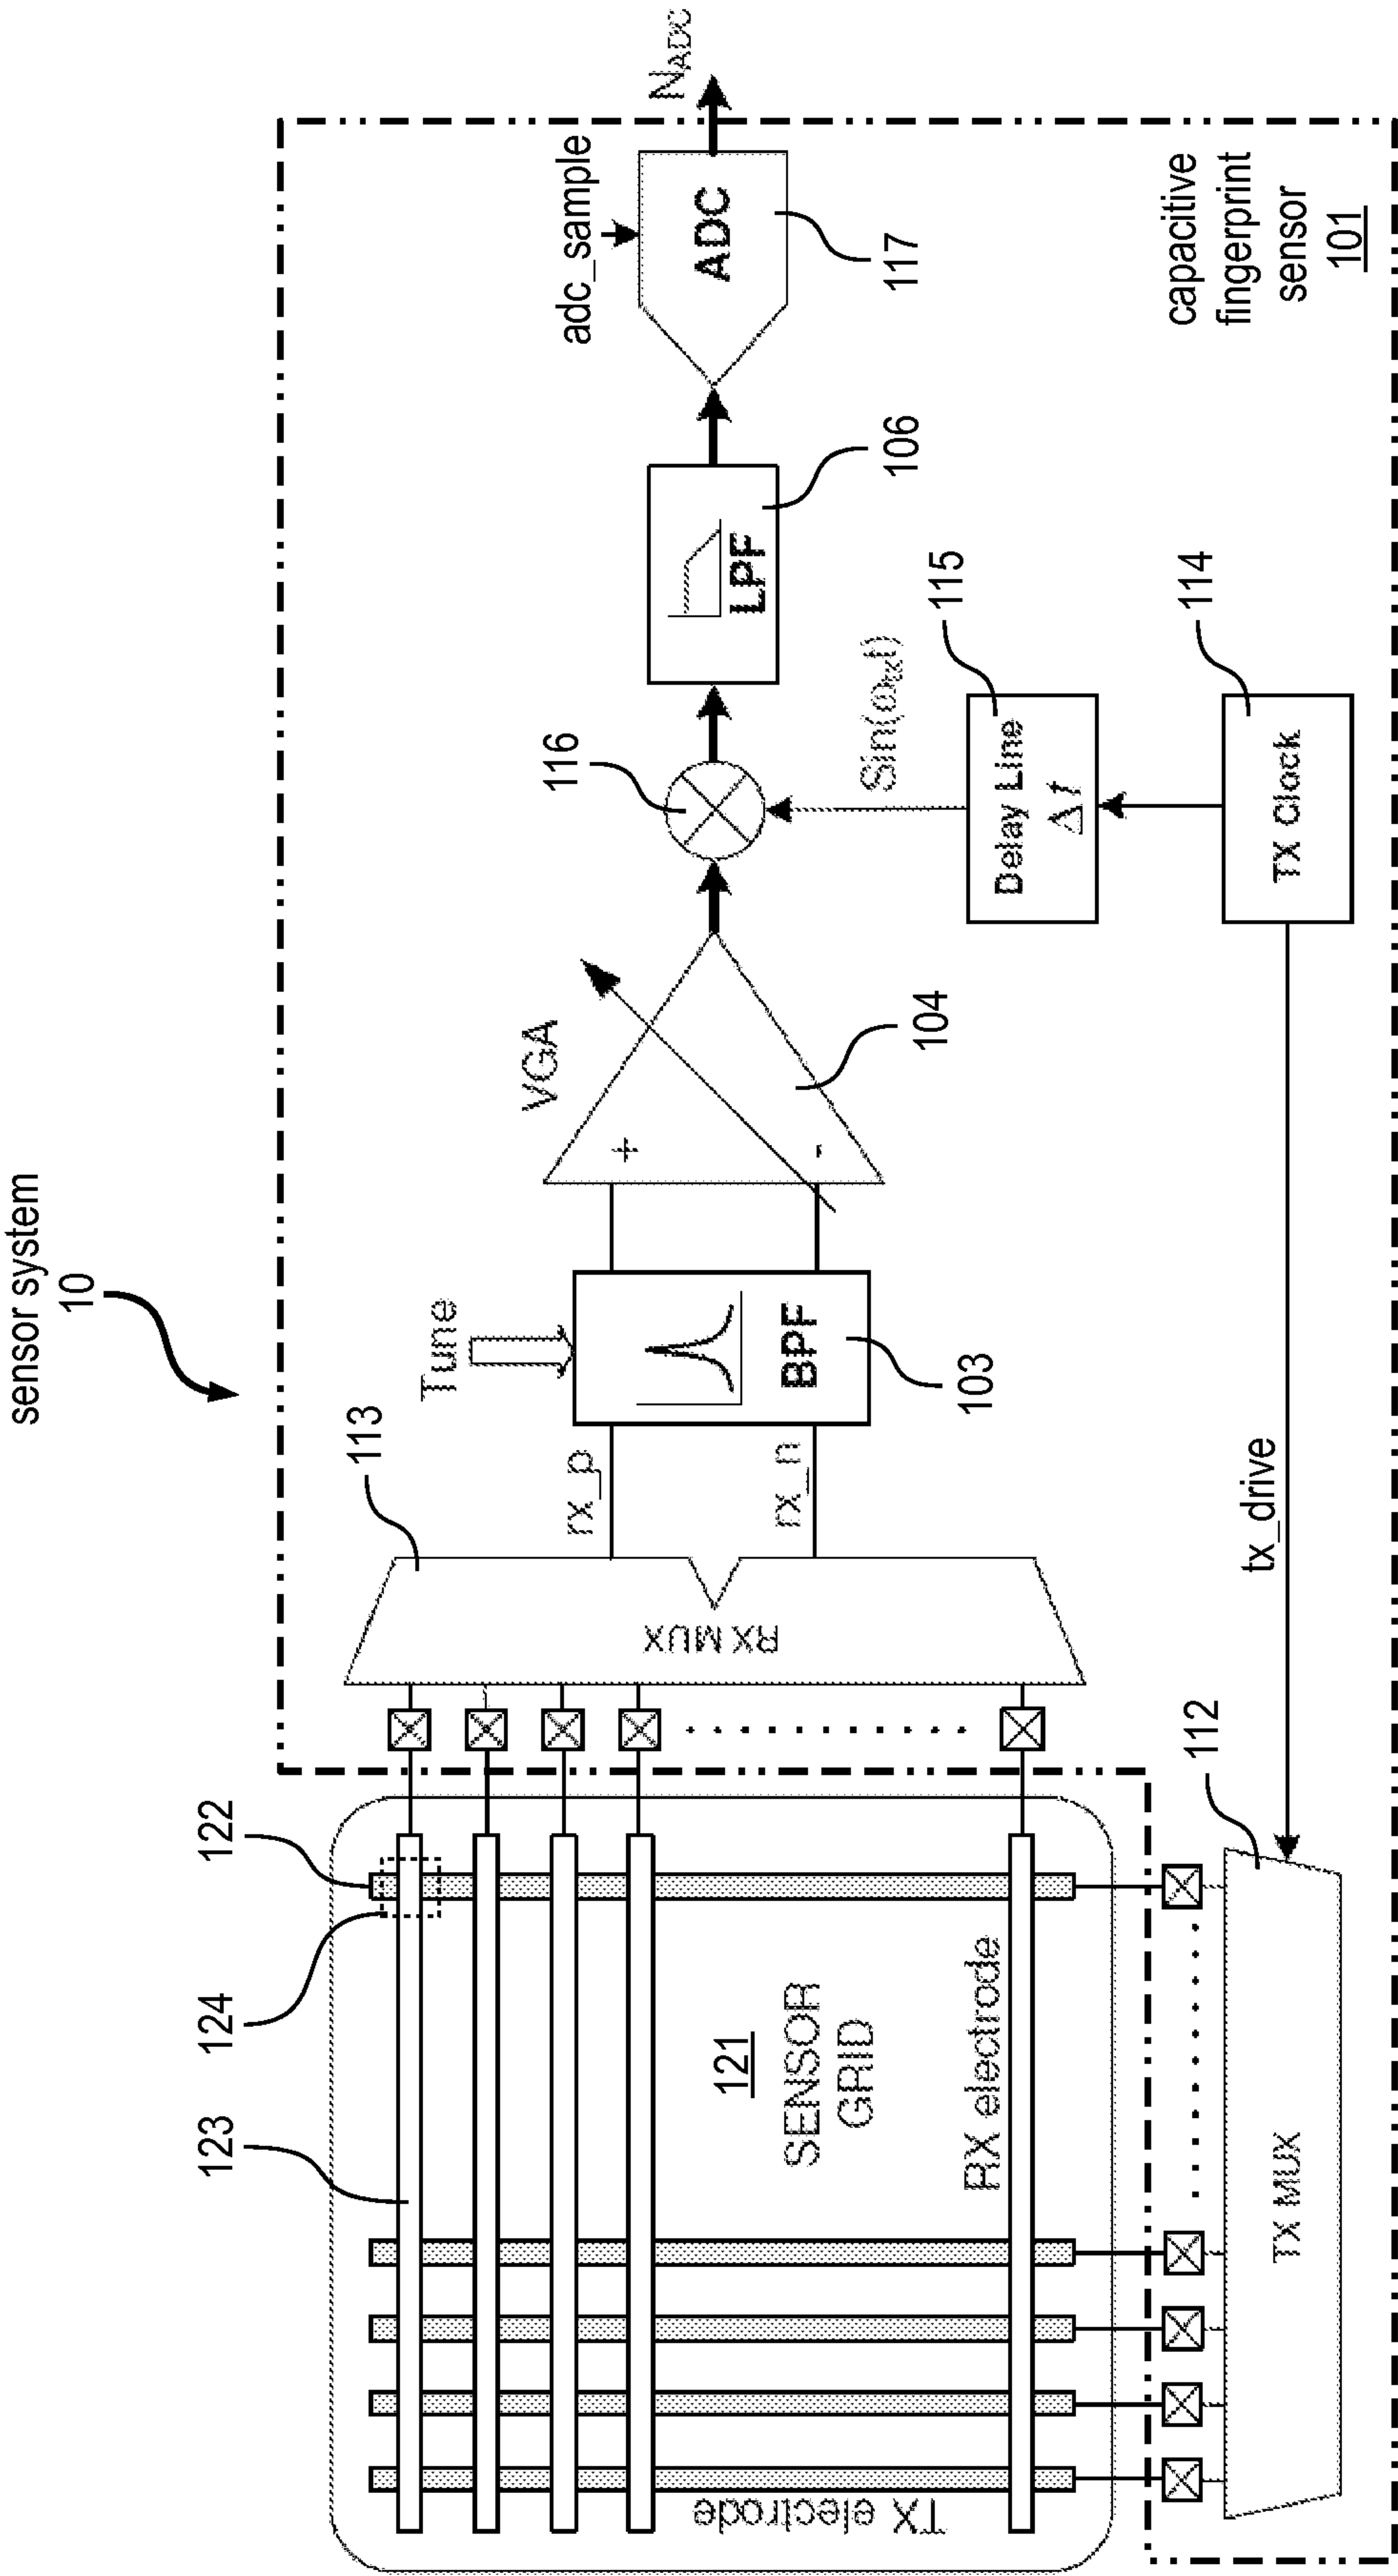 sensor system
10
123
124
122
121
SENSOR
GRID
RX electrode
TX electrode
TX MUX
112
RX MUX
113
rx_p
rx_n
Tune
BPF
103
VGA
+
-
104
116
Sin(ω_tx t)
Delay Line
Δt
115
TX Clock
114
tx_drive
LPF
106
adc_sample
ADC
117
N_ADC
capacitive
fingerprint
sensor
101